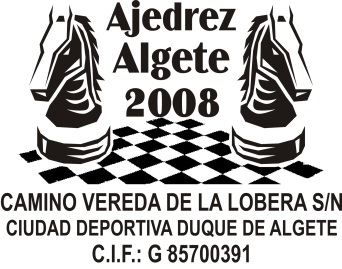 Ajedrez
Algete
2008
CAMINO VEREDA DE LA LOBERA S/N
CIUDAD DEPORTIVA DUQUE DE ALGETE
C.I.F.: G 85700391